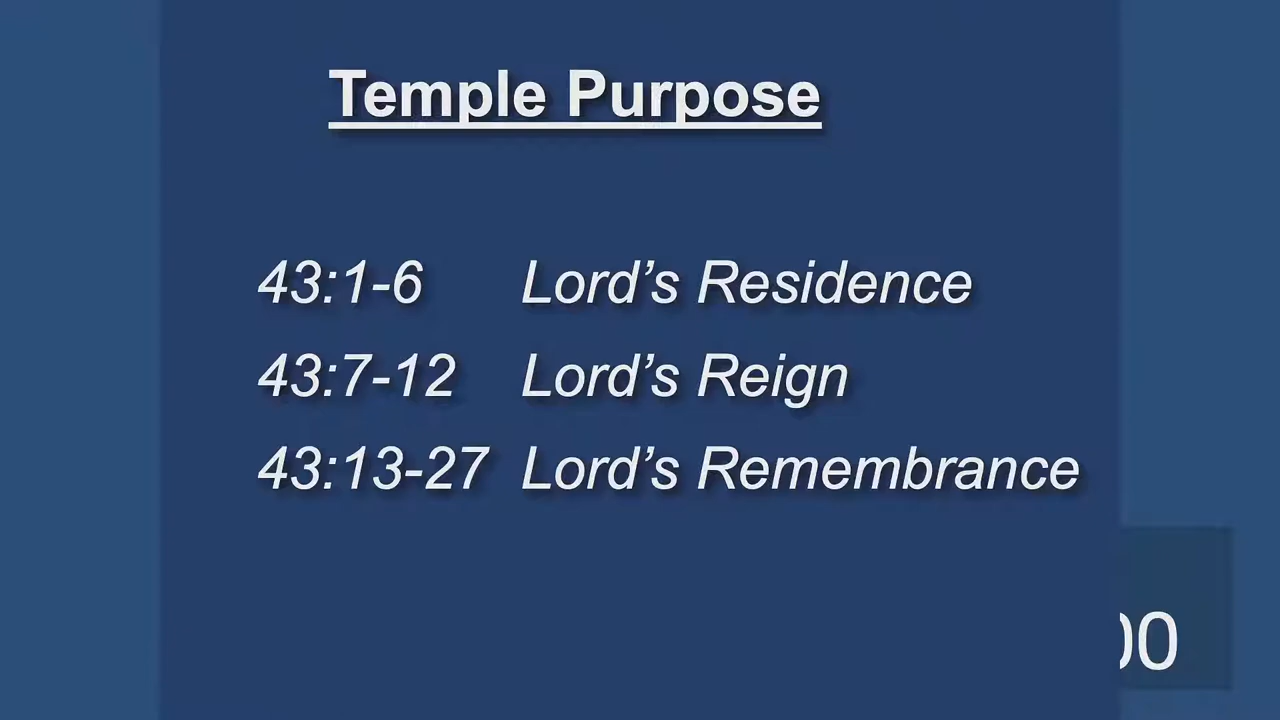 Temple Purpose
43:1-6 Lord’s Residence
43:7-12 Lord’s Reign
43:13-27 Lord’s Remembrance